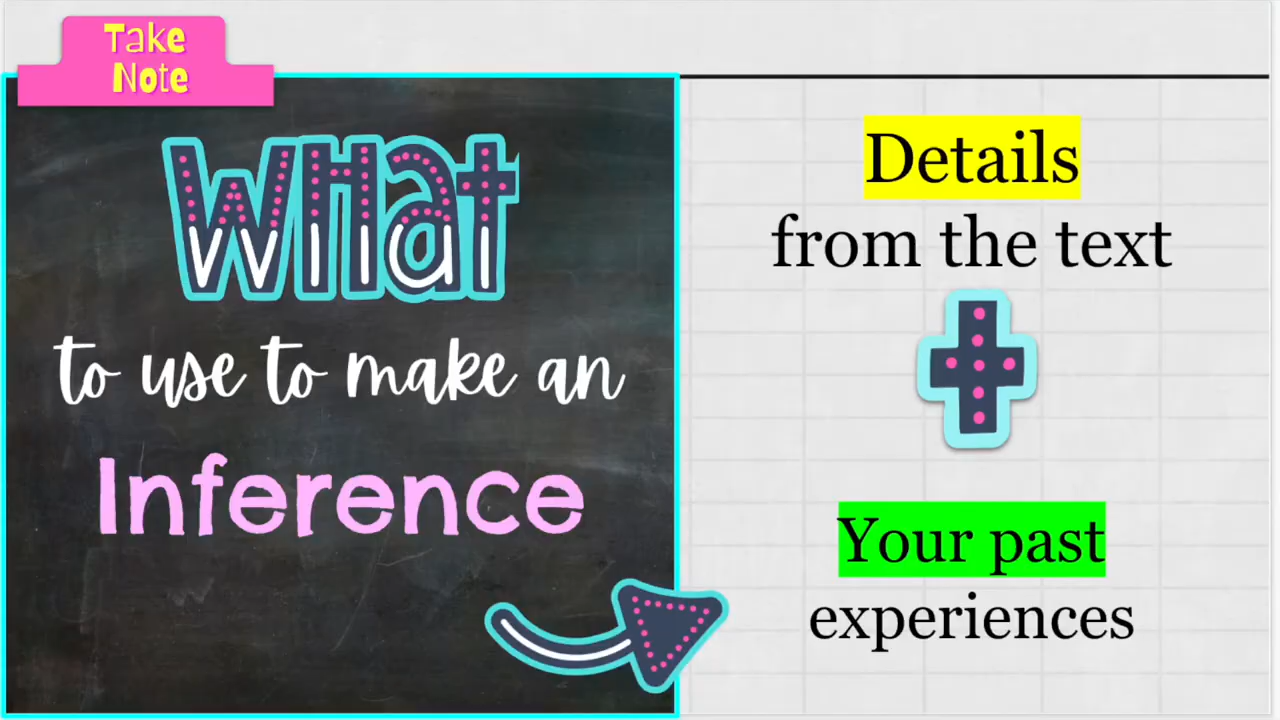 Take
Note
WHat
to use to make an
Inference
Details
from the text
+
Your past
experiences